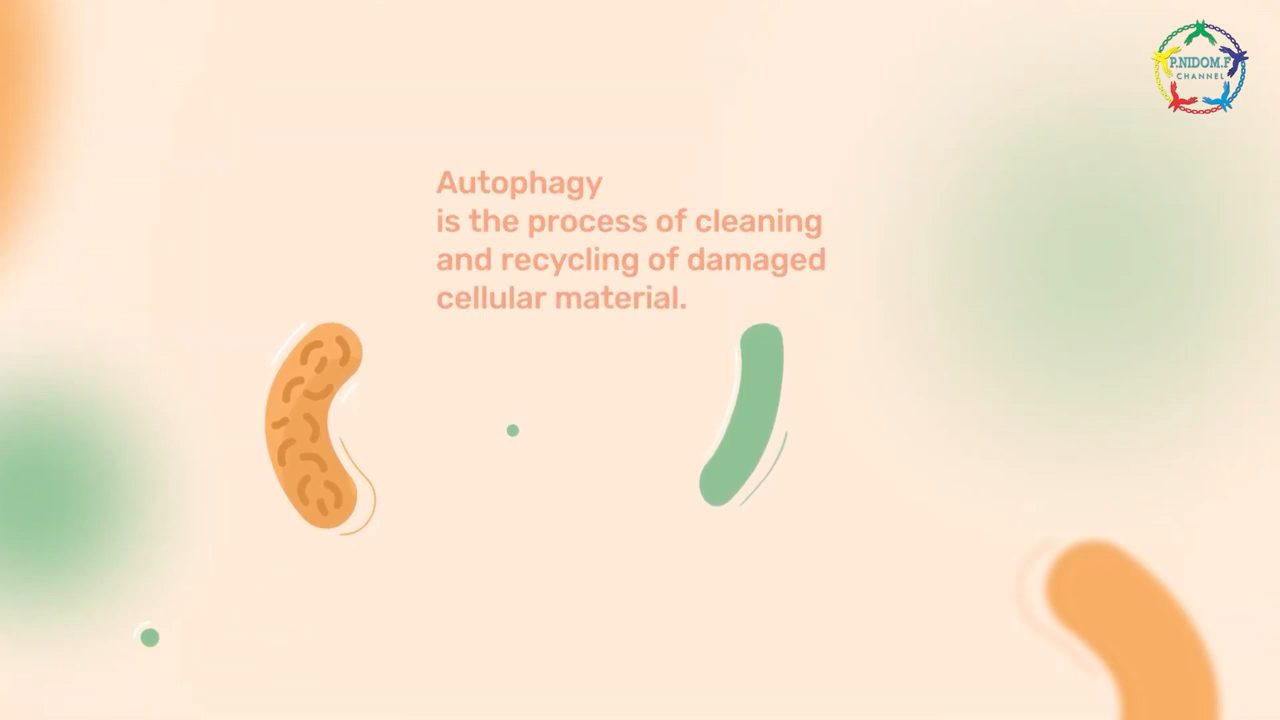 P.NIDOM.F
CHANNEL
Autophagy
is the process of cleaning
and recycling of damaged
cellular material.